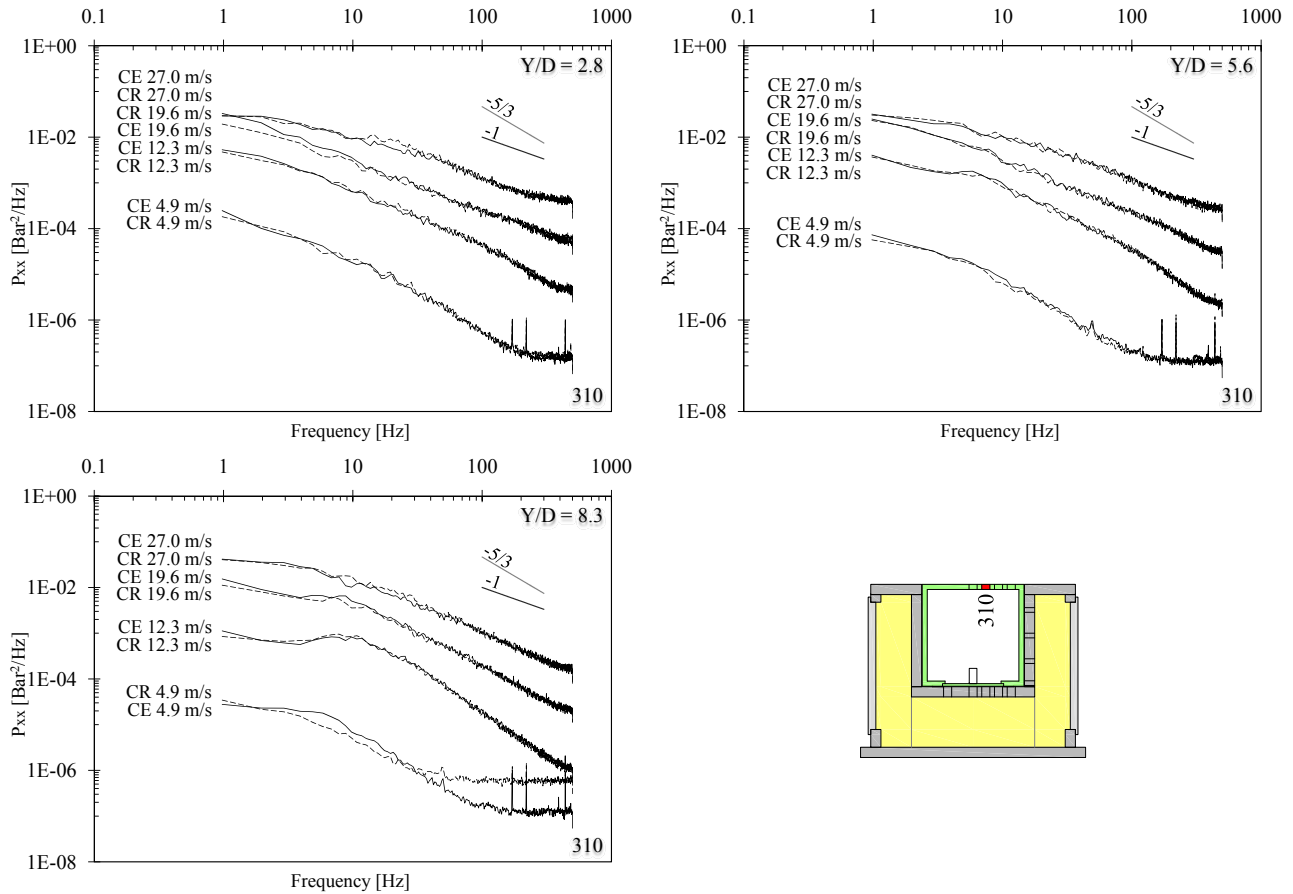 0.1 1 10 100 1000
1E+00
1E-02
1E-04
1E-06
1E-08
Y/D = 2.8
CE 27.0 m/s
CR 27.0 m/s
CR 19.6 m/s
CE 19.6 m/s
CE 12.3 m/s
CR 12.3 m/s
CE 4.9 m/s
CR 4.9 m/s
-5/3
-1
Pxx [Bar²/Hz]
310
Frequency [Hz]
0.1 1 10 100 1000
1E+00
1E-02
1E-04
1E-06
1E-08
Y/D = 5.6
CE 27.0 m/s
CR 27.0 m/s
CE 19.6 m/s
CR 19.6 m/s
CE 12.3 m/s
CR 12.3 m/s
CE 4.9 m/s
CR 4.9 m/s
-5/3
-1
Pxx [Bar²/Hz]
310
Frequency [Hz]
0.1 1 10 100 1000
1E+00
1E-02
1E-04
1E-06
1E-08
Y/D = 8.3
CE 27.0 m/s
CR 27.0 m/s
CE 19.6 m/s
CR 19.6 m/s
CE 12.3 m/s
CR 12.3 m/s
CR 4.9 m/s
CE 4.9 m/s
-5/3
-1
Pxx [Bar²/Hz]
310
Frequency [Hz]
310